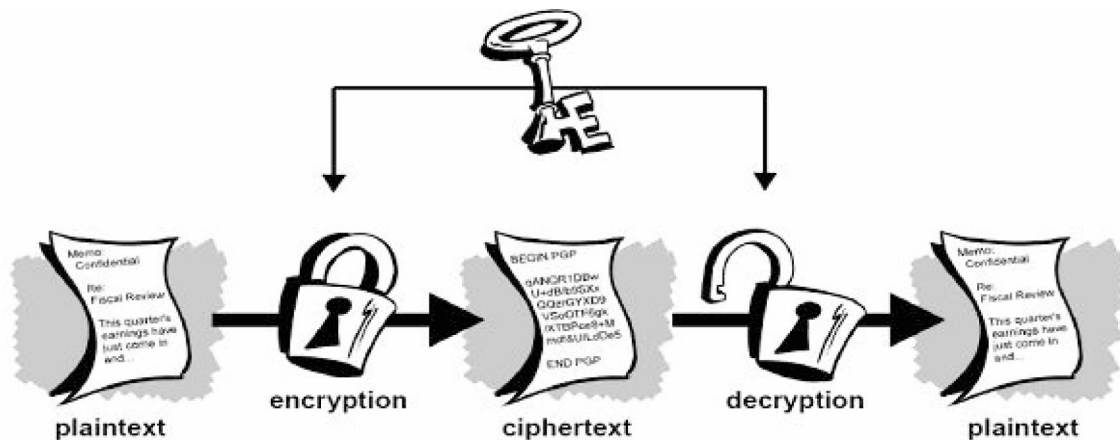 Memo:
Confidential
Re:
Fiscal Review
This quarter's
earnings have
just come in
and...
plaintext
encryption
BEGIN PGP
END PGP
ciphertext
decryption
Memo:
Confidential
Re:
Fiscal Review
This quarter's
earnings have
just come in
and...
plaintext